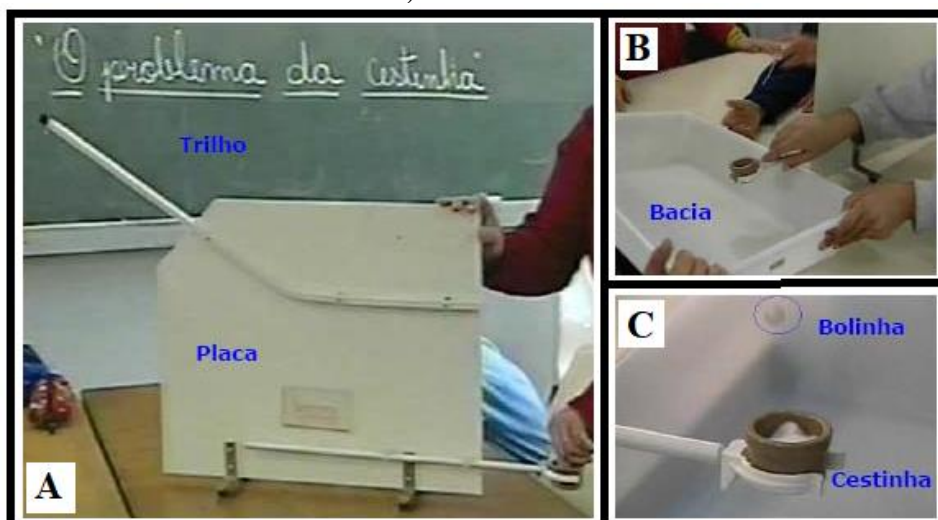 "O problema da cestinha"
Trilho
Placa
A
B
Bacia
C
Bolinha
Cestinha